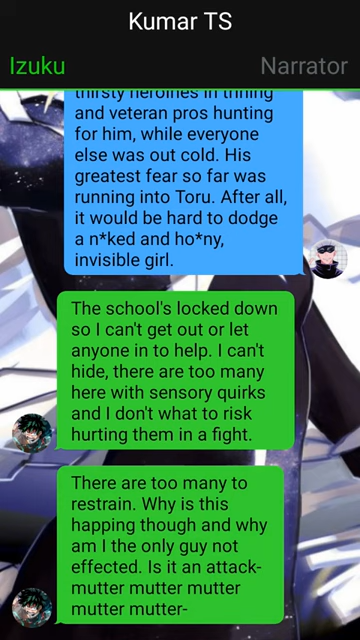 Kumar TS
Izuku
Narrator
thirsty heroines in trining
and veteran pros hunting
for him, while everyone
else was out cold. His
greatest fear so far was
running into Toru. After all,
it would be hard to dodge
a n*ked and ho*ny,
invisible girl.
The school's locked down
so I can't get out or let
anyone in to help. I can't
hide, there are too many
here with sensory quirks
and I don't what to risk
hurting them in a fight.
There are too many to
restrain. Why is this
happing though and why
am I the only guy not
effected. Is it an attack-
mutter mutter mutter
mutter mutter-